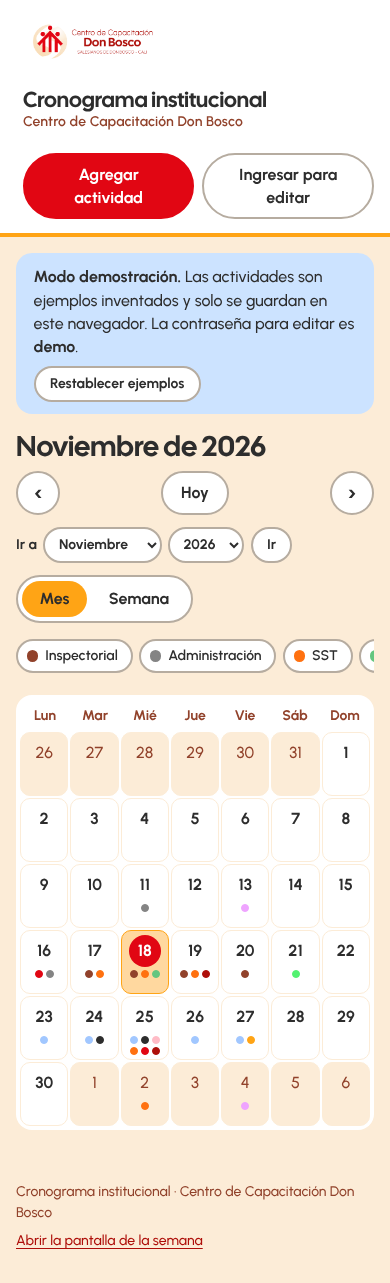 Centro de Capacitación
Don Bosco
SALESIANOS DE DON BOSCO - CALI
Cronograma institucional
Centro de Capacitación Don Bosco
Agregar
actividad
Ingresar para
editar
Modo demostración. Las actividades son
ejemplos inventados y solo se guardan en
este navegador. La contraseña para editar es
demo.
Restablecer ejemplos
Noviembre de 2026
‹ Hoy ›
Ir a Noviembre 2026 Ir
Mes Semana
Inspectorial Administración SST
Lun Mar Mié Jue Vie Sáb Dom
26 27 28 29 30 31 1
2 3 4 5 6 7 8
9 10 11 12 13 14 15
16 17 18 19 20 21 22
23 24 25 26 27 28 29
30 1 2 3 4 5 6
Cronograma institucional · Centro de Capacitación Don
Bosco
Abrir la pantalla de la semana